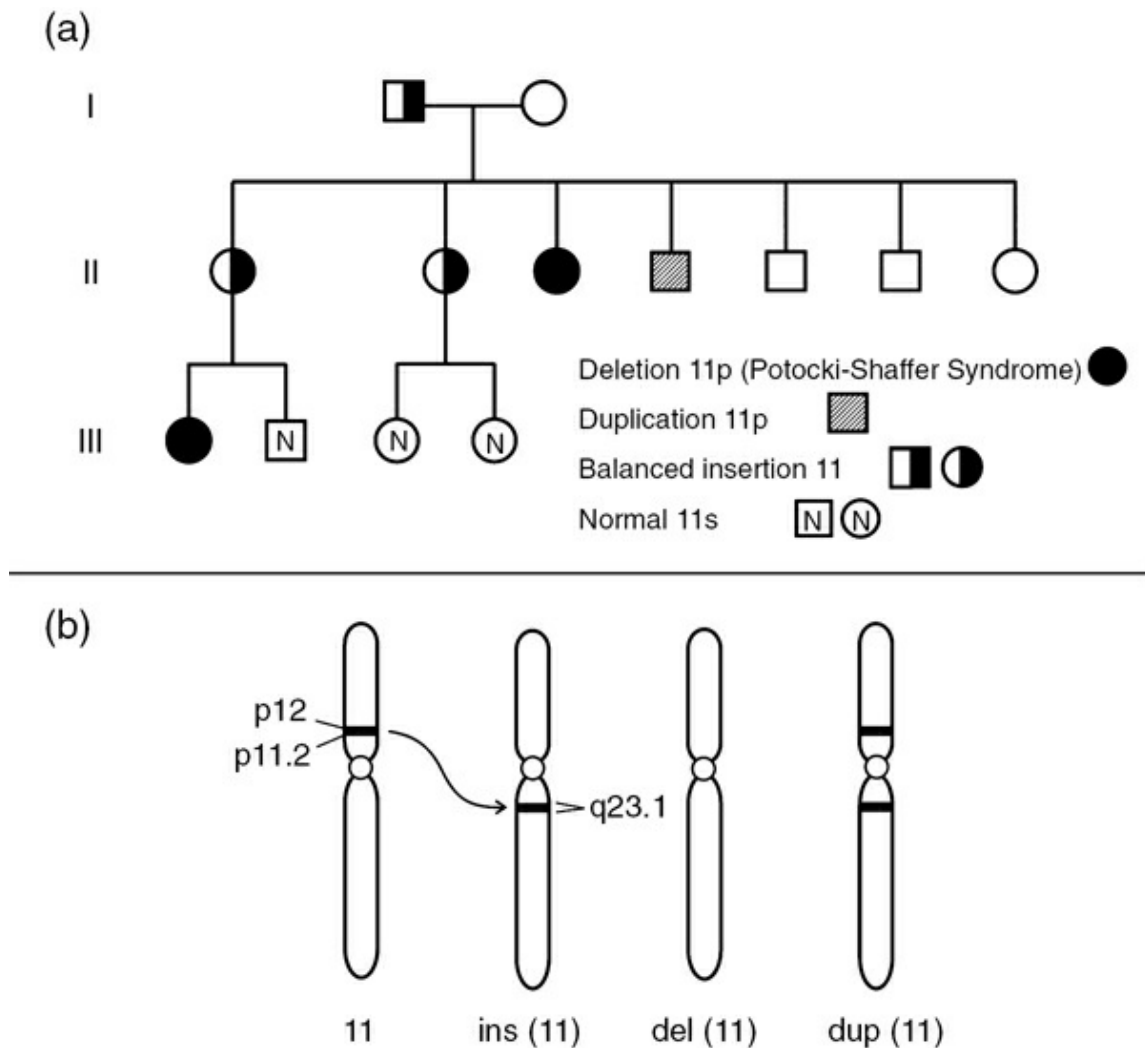 (a)
I
II
III
N
N
N
Deletion 11p (Potocki-Shaffer Syndrome)
Duplication 11p
Balanced insertion 11
Normal 11s
N N
(b)
p12
p11.2
q23.1
11
ins (11)
del (11)
dup (11)